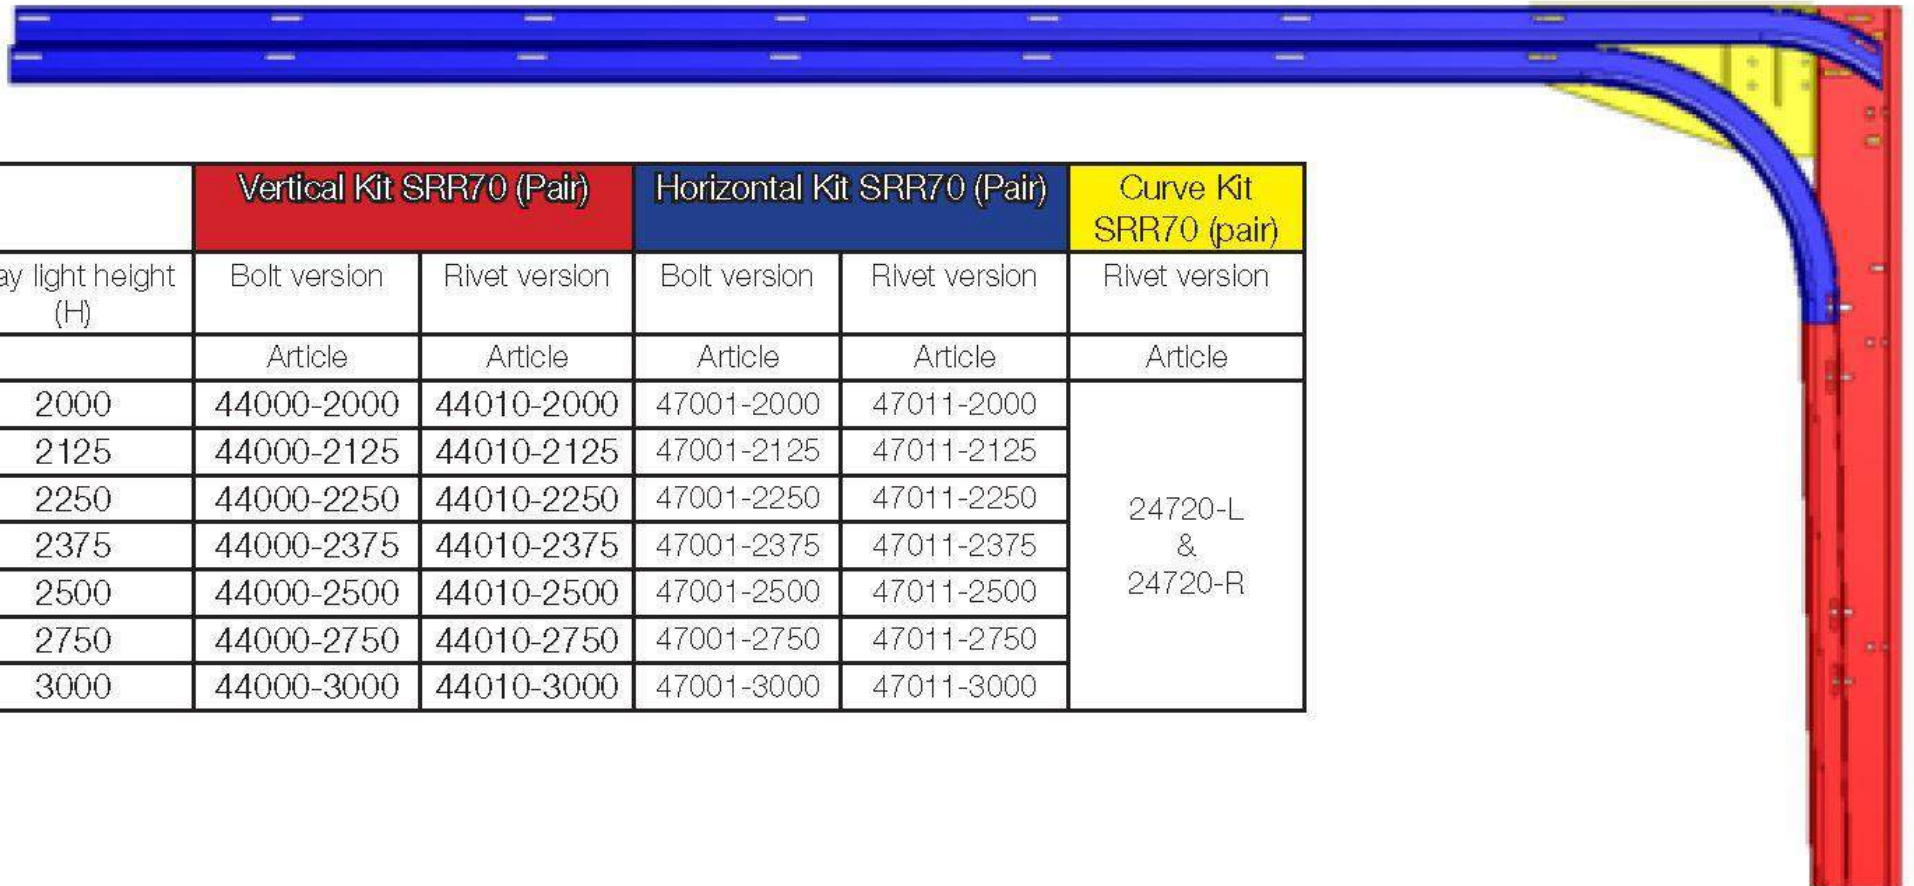 Vertical Kit SRR70 (Pair) Horizontal Kit SRR70 (Pair) Curve Kit
SRR70 (pair)
light height Bolt version Rivet version Bolt version Rivet version Rivet version
(H)
Article Article Article Article Article
2000 44000-2000 44010-2000 47001-2000 47011-2000
2125 44000-2125 44010-2125 47001-2125 47011-2125
2250 44000-2250 44010-2250 47001-2250 47011-2250
2375 44000-2375 44010-2375 47001-2375 47011-2375
2500 44000-2500 44010-2500 47001-2500 47011-2500
2750 44000-2750 44010-2750 47001-2750 47011-2750
3000 44000-3000 44010-3000 47001-3000 47011-3000
24720-L
&
24720-R